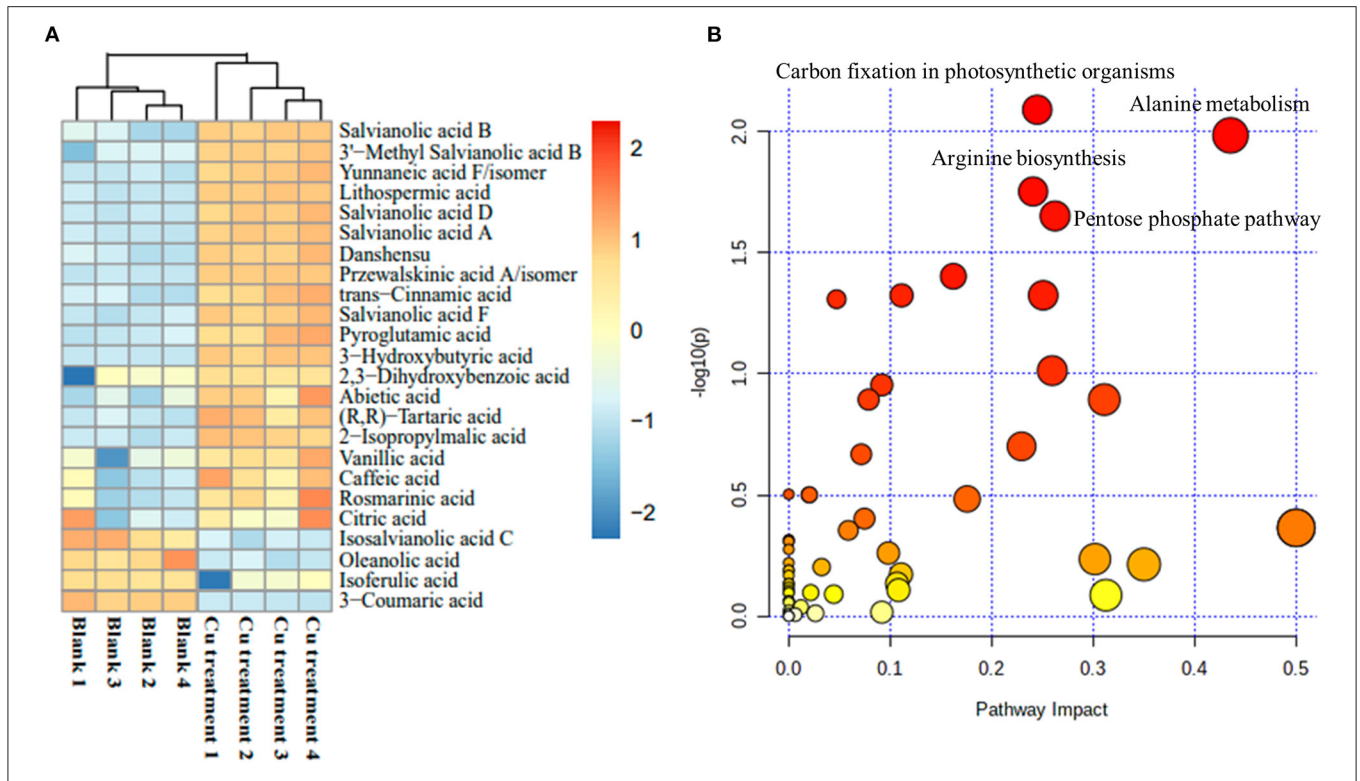 A
Salvianolic acid B
3'−Methyl Salvianolic acid B
Yunnaneic acid F/isomer
Lithospermic acid
Salvianolic acid D
Salvianolic acid A
Danshensu
Przewalskinic acid A/isomer
trans−Cinnamic acid
Salvianolic acid F
Pyroglutamic acid
3−Hydroxybutyric acid
2,3−Dihydroxybenzoic acid
Abietic acid
(R,R)−Tartaric acid
2−Isopropylmalic acid
Vanillic acid
Caffeic acid
Rosmarinic acid
Citric acid
Isosalvianolic acid C
Oleanolic acid
Isoferulic acid
3−Coumaric acid
Blank 1
Blank 3
Blank 2
Blank 4
Cu treatment 1
Cu treatment 2
Cu treatment 3
Cu treatment 4
2
1
0
−1
−2
B
Carbon fixation in photosynthetic organisms
Alanine metabolism
Arginine biosynthesis
Pentose phosphate pathway
-log10(p)
2.0
1.5
1.0
0.5
0.0
0.0 0.1 0.2 0.3 0.4 0.5
Pathway Impact